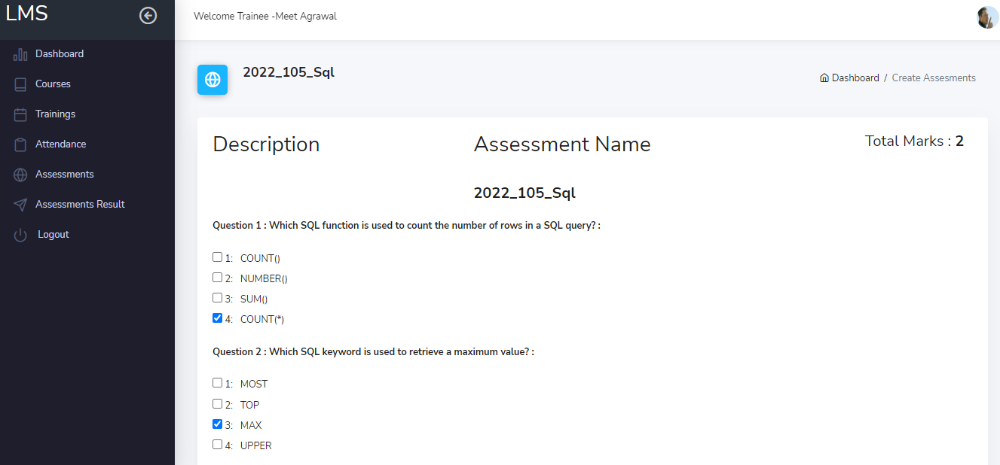 LMS
Welcome Trainee -Meet Agrawal
Dashboard
Courses
Trainings
Attendance
Assessments
Assessments Result
Logout
2022_105_Sql
Dashboard / Create Assesments
Description
Assessment Name
Total Marks : 2
2022_105_Sql
Question 1 : Which SQL function is used to count the number of rows in a SQL query? :
1: COUNT()
2: NUMBER()
3: SUM()
4: COUNT(*)
Question 2 : Which SQL keyword is used to retrieve a maximum value? :
1: MOST
2: TOP
3: MAX
4: UPPER